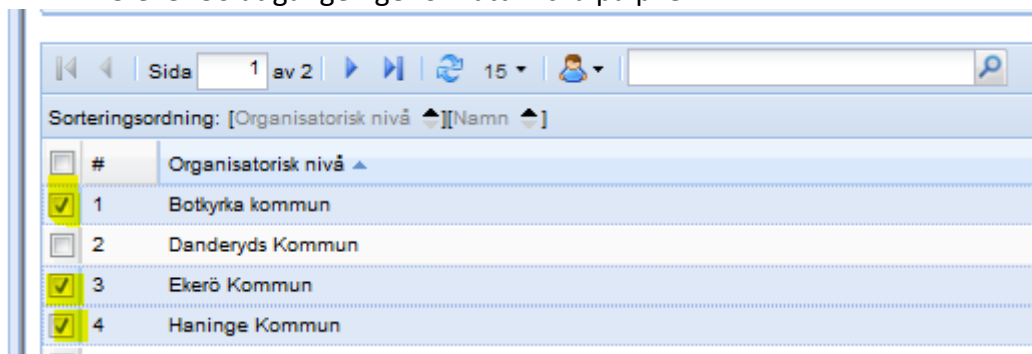 Sida 1 av 2 15
Sorteringsordning: [Organisatorisk nivå][Namn]
# Organisatorisk nivå
1 Botkyrka kommun
2 Danderyds Kommun
3 Ekerö Kommun
4 Haninge Kommun